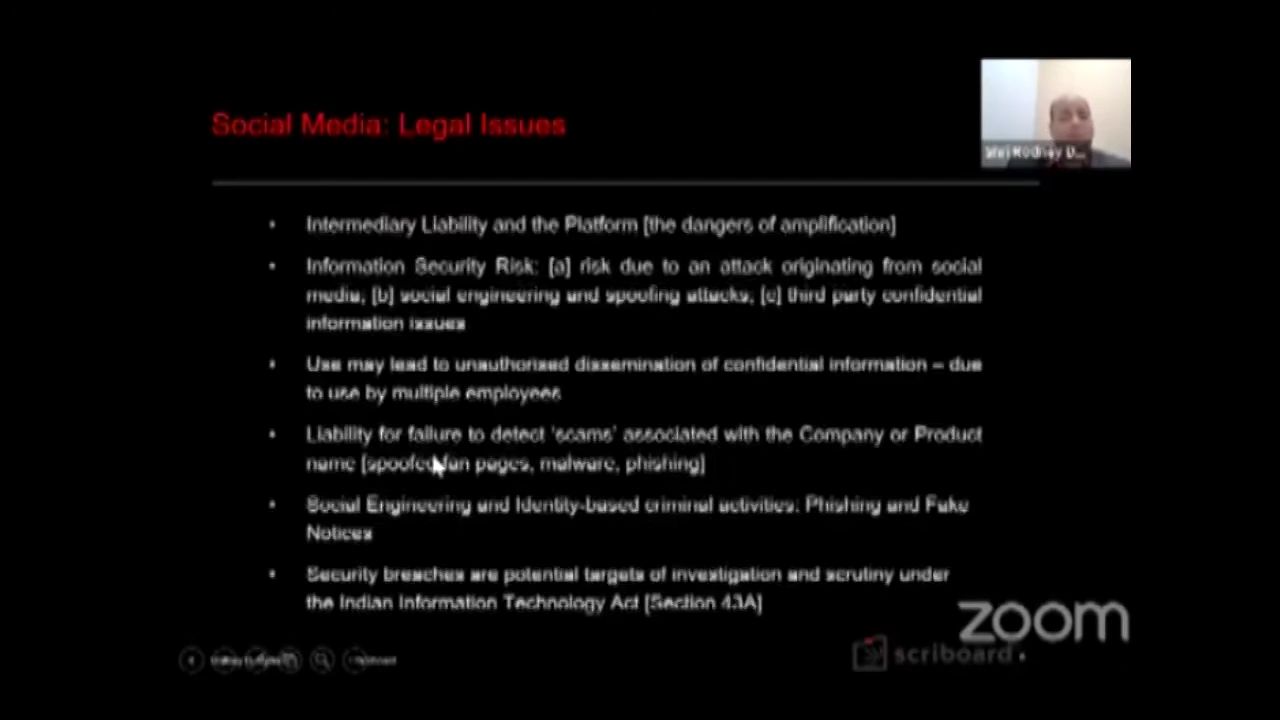 Social Media: Legal Issues
Shri Rodney D...
• Intermediary Liability and the Platform [the dangers of amplification]
• Information Security Risk: [a] risk due to an attack originating from social
media, [b] social engineering and spoofing attacks, [c] third party confidential
information issues
• Use may lead to unauthorised dissemination of confidential information – due
to use by multiple employees
• Liability for failure to detect 'scams' associated with the Company or Product
name [spoofed fan pages, malware, phishing]
• Social Engineering and Identity-based criminal activities: Phishing and Fake
Notices
• Security breaches are potential targets of investigation and scrutiny under
the Indian Information Technology Act [Section 43A]
zoom
scriboard